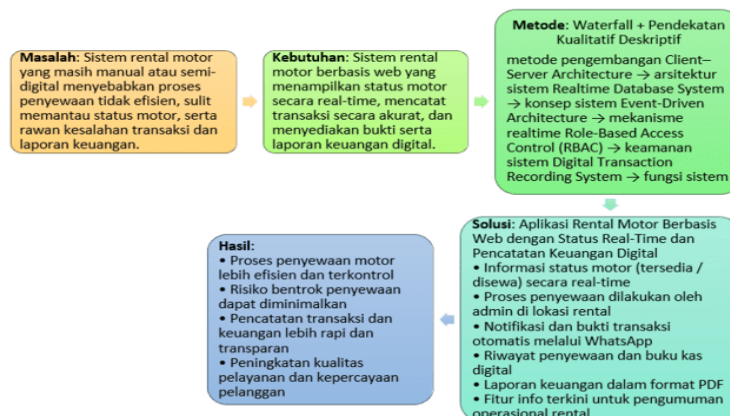 Masalah: Sistem rental motor
yang masih manual atau semi-
digital menyebabkan proses
penyewaan tidak efisien, sulit
memantau status motor, serta
rawan kesalahan transaksi dan
laporan keuangan.
Kebutuhan: Sistem rental
motor berbasis web yang
menampilkan status motor
secara real-time, mencatat
transaksi secara akurat, dan
menyediakan bukti serta
laporan keuangan digital.
Metode: Waterfall + Pendekatan
Kualitatif Deskriptif
metode pengembangan Client–
Server Architecture → arsitektur
sistem Realtime Database System
→ konsep sistem Event-Driven
Architecture → mekanisme
realtime Role-Based Access
Control (RBAC) → keamanan
sistem Digital Transaction
Recording System → fungsi sistem
Solusi: Aplikasi Rental Motor Berbasis
Web dengan Status Real-Time dan
Pencatatan Keuangan Digital
• Informasi status motor (tersedia /
disewa) secara real-time
• Proses penyewaan dilakukan oleh
admin di lokasi rental
• Notifikasi dan bukti transaksi
otomatis melalui WhatsApp
• Riwayat penyewaan dan buku kas
digital
• Laporan keuangan dalam format PDF
• Fitur info terkini untuk pengumuman
operasional rental
Hasil:
• Proses penyewaan motor
lebih efisien dan terkontrol
• Risiko bentrok penyewaan
dapat diminimalkan
• Pencatatan transaksi dan
keuangan lebih rapi dan
transparan
• Peningkatan kualitas
pelayanan dan kepercayaan
pelanggan